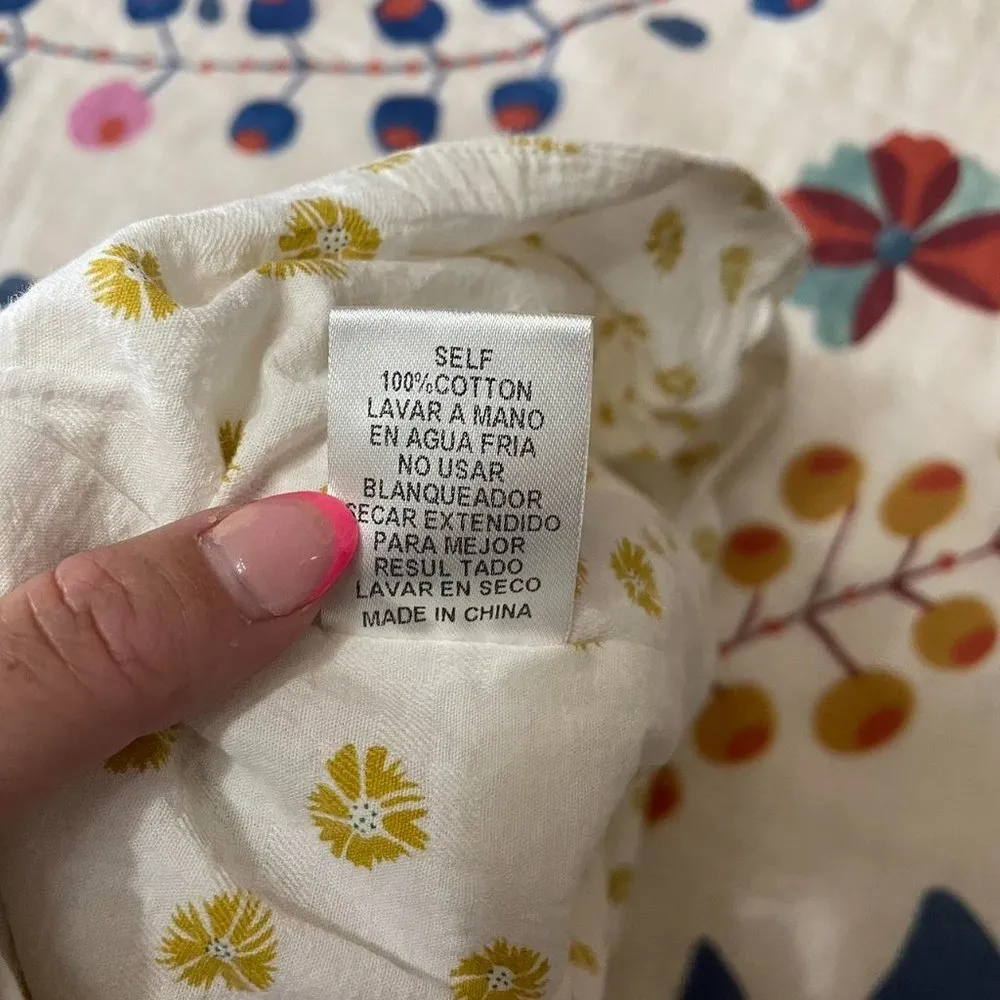 SELF
100%COTTON
LAVAR A MANO
EN AGUA FRIA
NO USAR
BLANQUEADOR
SECAR EXTENDIDO
PARA MEJOR
RESUL TADO
LAVAR EN SECO
MADE IN CHINA